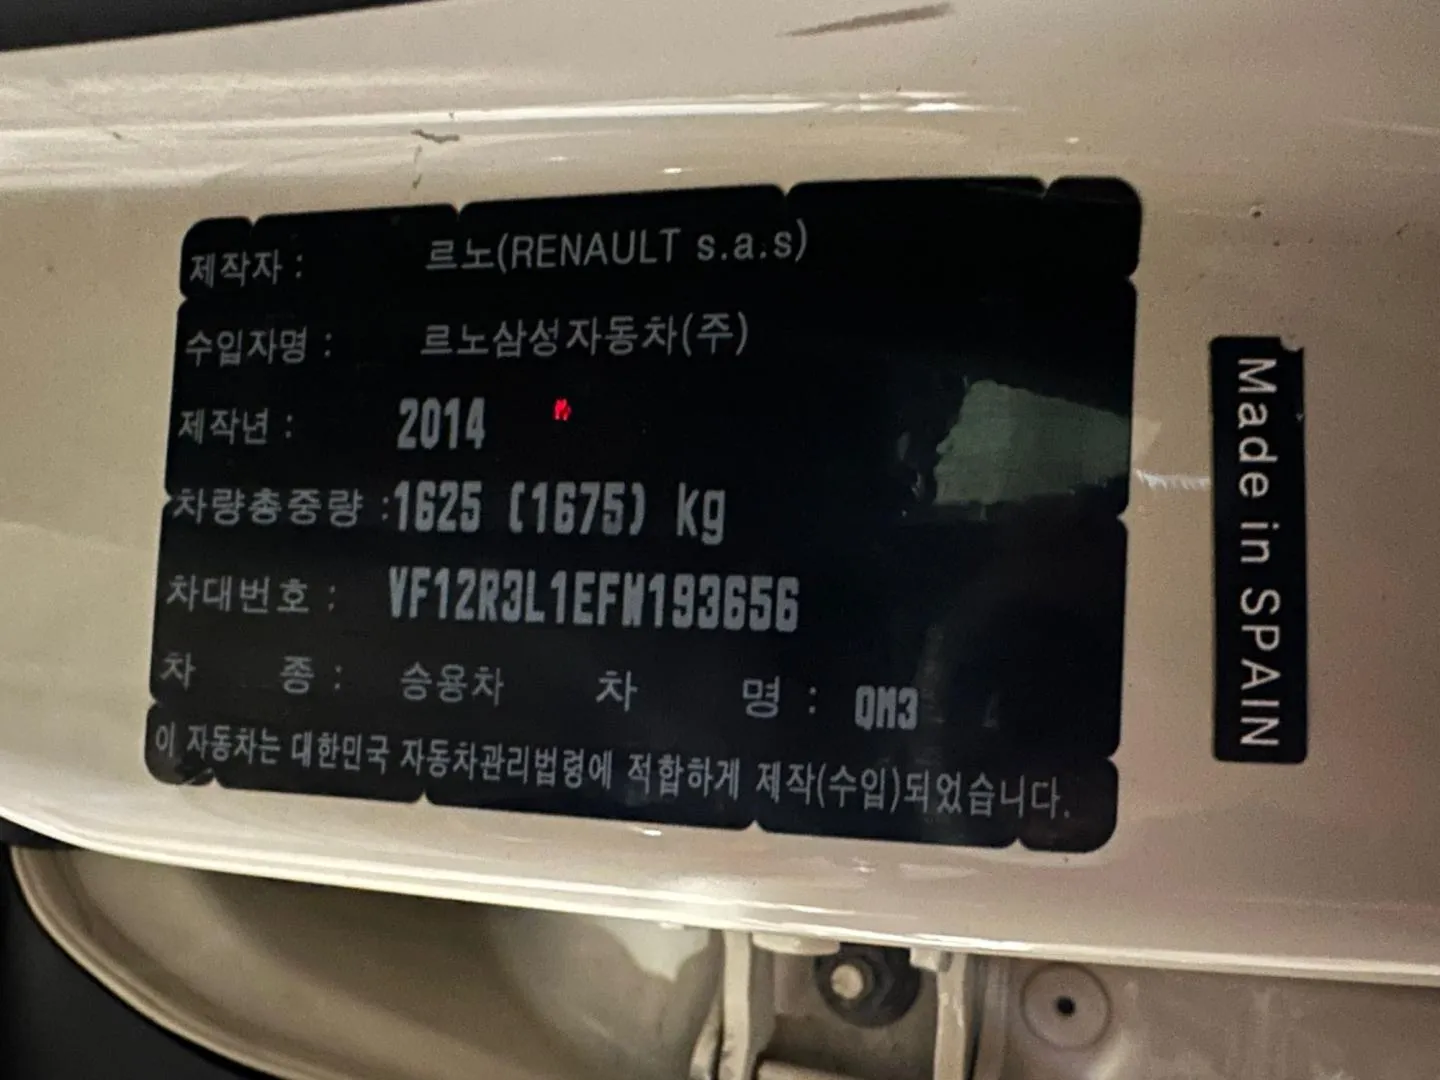 제작자 : 르노(RENAULT s.a.s)
수입자명 : 르노삼성자동차(주)
제작년 : 2014
차량총중량 : 1625 (1675) kg
차대번호 : VF12R3L1EFW193656
차 종 : 승용차 차 명 : QM3
이 자동차는 대한민국 자동차관리법령에 적합하게 제작(수입)되었습니다.
Made in SPAIN